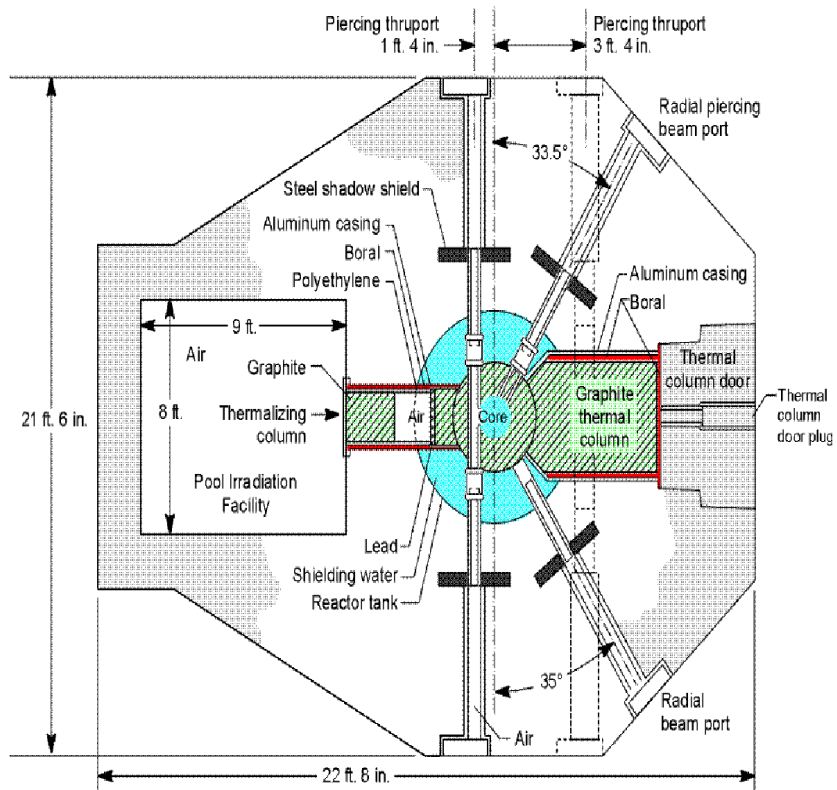 Piercing thruport
1 ft. 4 in.
Piercing thruport
3 ft. 4 in.
Radial piercing
beam port
33.5°
Steel shadow shield
Aluminum casing
Boral
Polyethylene
Aluminum casing
Boral
9 ft.
Air
Graphite
Thermalizing
column
8 ft.
21 ft. 6 in.
Air
Core
Graphite
thermal
column
Thermal
column door
Thermal
column
door plug
Pool Irradiation
Facility
Lead
Shielding water
Reactor tank
35°
Radial
beam port
Air
22 ft. 8 in.